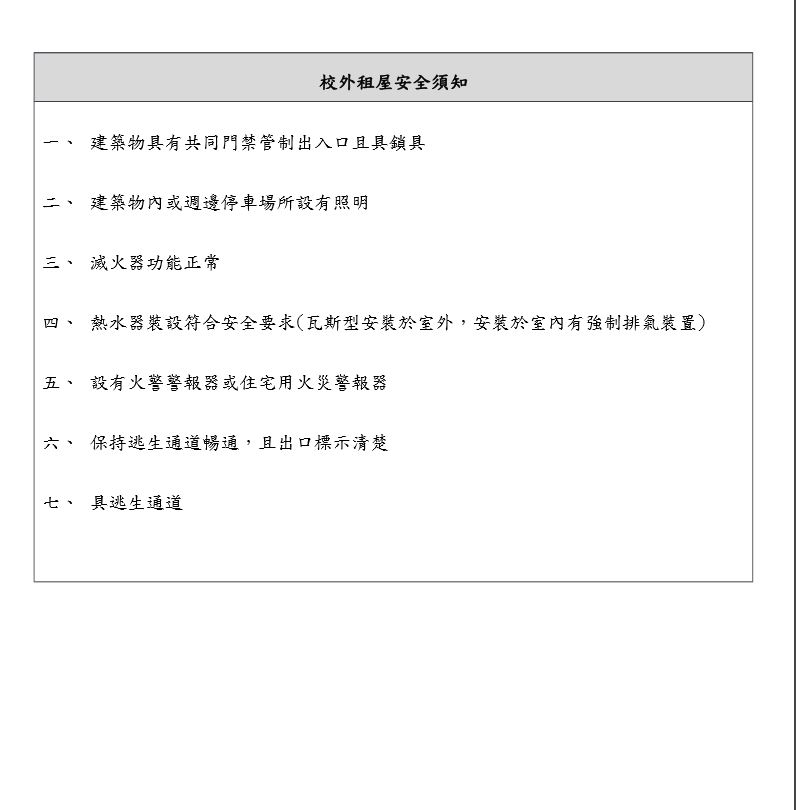 校外租屋安全須知
一、 建築物具有共同門禁管制出入口且具鎖具
二、 建築物內或週邊停車場所設有照明
三、 滅火器功能正常
四、 熱水器裝設符合安全要求(瓦斯型安裝於室外，安裝於室內有強制排氣裝置)
五、 設有火警警報器或住宅用火災警報器
六、 保持逃生通道暢通，且出口標示清楚
七、 具逃生通道